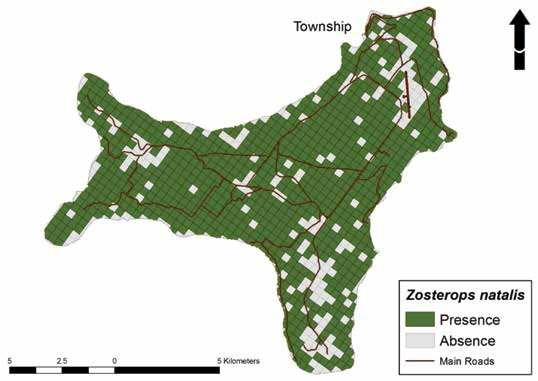 Township
Zosterops natalis
Presence
Absence
Main Roads
5 2.5 0 5 Kilometers